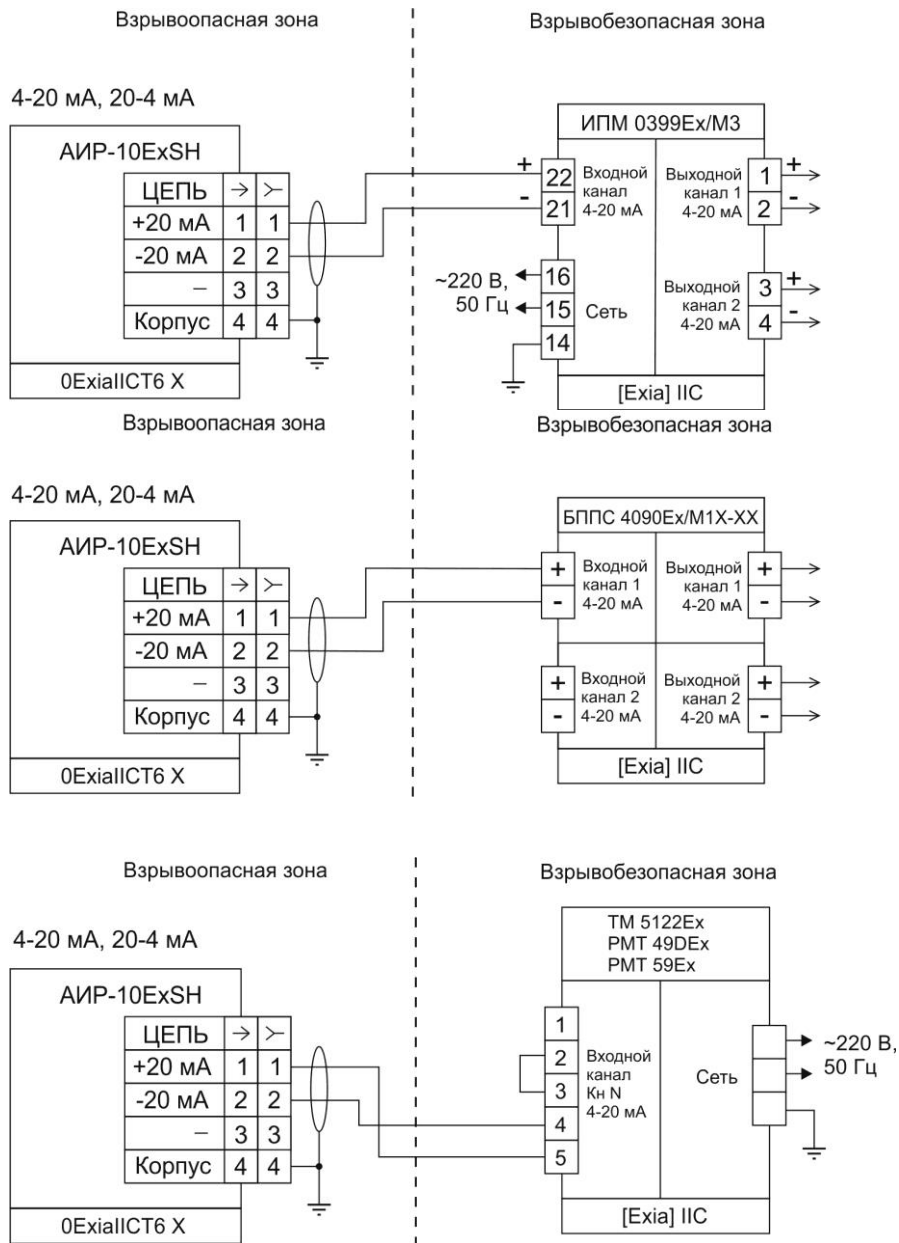 Взрывоопасная зона
Взрывобезопасная зона
4-20 мА, 20-4 мА
АИР-10ExSH
ЦЕПЬ
+20 мА 1 1
-20 мА 2 2
– 3 3
Корпус 4 4
0ExiaIICT6 X
ИПМ 0399Ex/М3
+ 22
- 21
Входной
канал
4-20 мА
Выходной
канал 1
4-20 мА
1 +
2 -
~220 В,
50 Гц
16
15
14
Сеть
Выходной
канал 2
4-20 мА
3 +
4 -
[Exia] IIC
Взрывоопасная зона
Взрывобезопасная зона
4-20 мА, 20-4 мА
АИР-10ExSH
ЦЕПЬ
+20 мА 1 1
-20 мА 2 2
– 3 3
Корпус 4 4
0ExiaIICT6 X
БППС 4090Ex/М1Х-ХХ
+
-
Входной
канал 1
4-20 мА
Выходной
канал 1
4-20 мА
+
-
+
-
Входной
канал 2
4-20 мА
Выходной
канал 2
4-20 мА
+
-
[Exia] IIC
Взрывоопасная зона
Взрывобезопасная зона
4-20 мА, 20-4 мА
АИР-10ExSH
ЦЕПЬ
+20 мА 1 1
-20 мА 2 2
– 3 3
Корпус 4 4
0ExiaIICT6 X
ТМ 5122Ex
РМТ 49DEx
РМТ 59Ex
1
2
3
4
5
Входной
канал
Кн N
4-20 мА
Сеть
~220 В,
50 Гц
[Exia] IIC